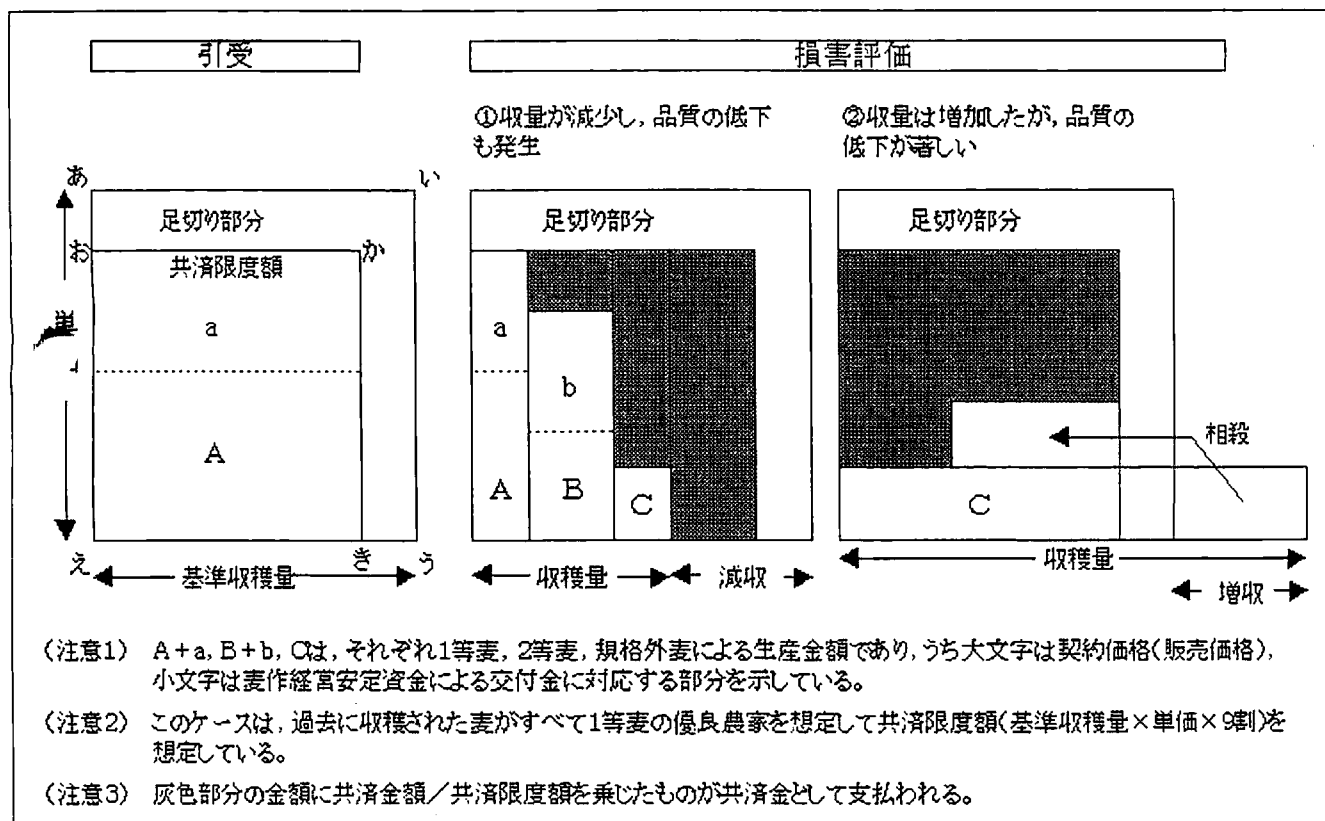 引受
損害評価
①収量が減少し,品質の低下
も発生
②収量は増加したが,品質の
低下が著しい
あ
い
足切り部分
足切り部分
足切り部分
お
か
共済限度額
単
a
a
b
A
A
B
C
C
相殺
え
き
う
基準収穫量
収穫量
減収
収穫量
増収
(注意1) A+a, B+b, Cは,それぞれ1等麦,2等麦,規格外麦による生産金額であり,うち大文字は契約価格(販売価格),
小文字は麦作経営安定資金による交付金に対応する部分を示している。
(注意2) このケースは,過去に収穫された麦がすべて1等麦の優良農家を想定して共済限度額(基準収穫量×単価×9割)を
想定している。
(注意3) 灰色部分の金額に共済金額/共済限度額を乗じたものが共済金として支払われる。